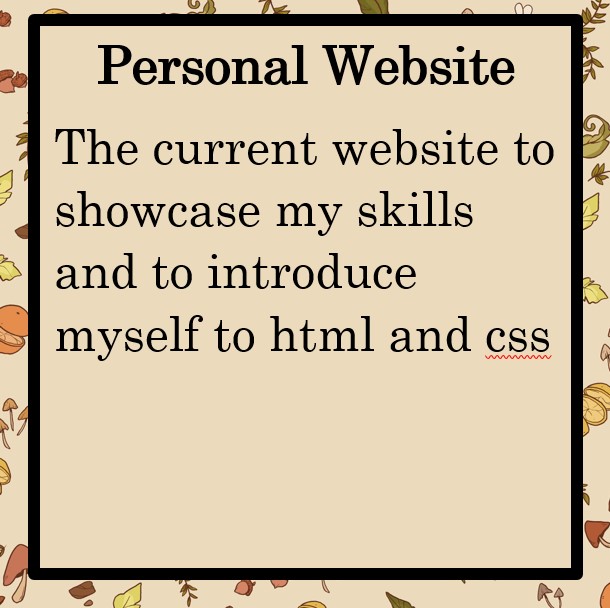 Personal Website
The current website to
showcase my skills
and to introduce
myself to html and css